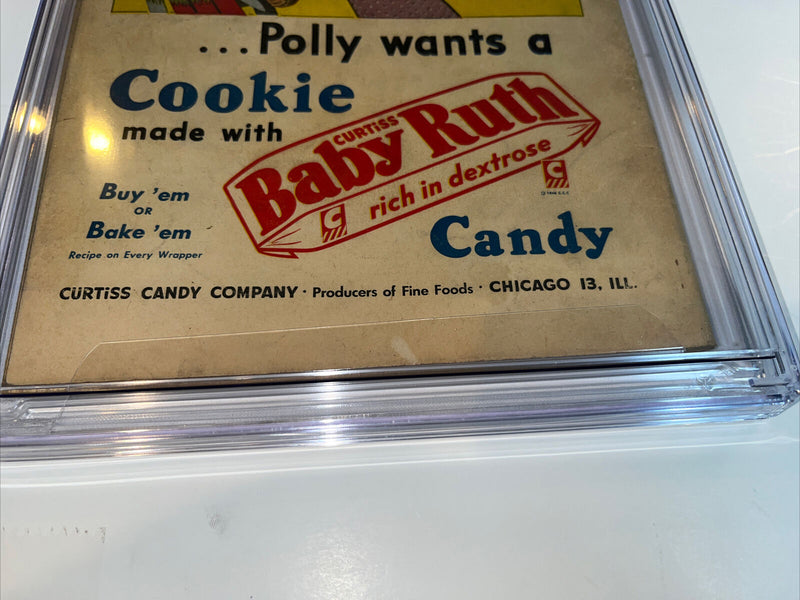 ...Polly wants a
Cookie
made with
CURTiSS
Baby Ruth
rich in dextrose
C
C
Buy 'em
OR
Bake 'em
Recipe on Every Wrapper
Candy
CURTiSS CANDY COMPANY · Producers of Fine Foods · CHICAGO 13, ILL.